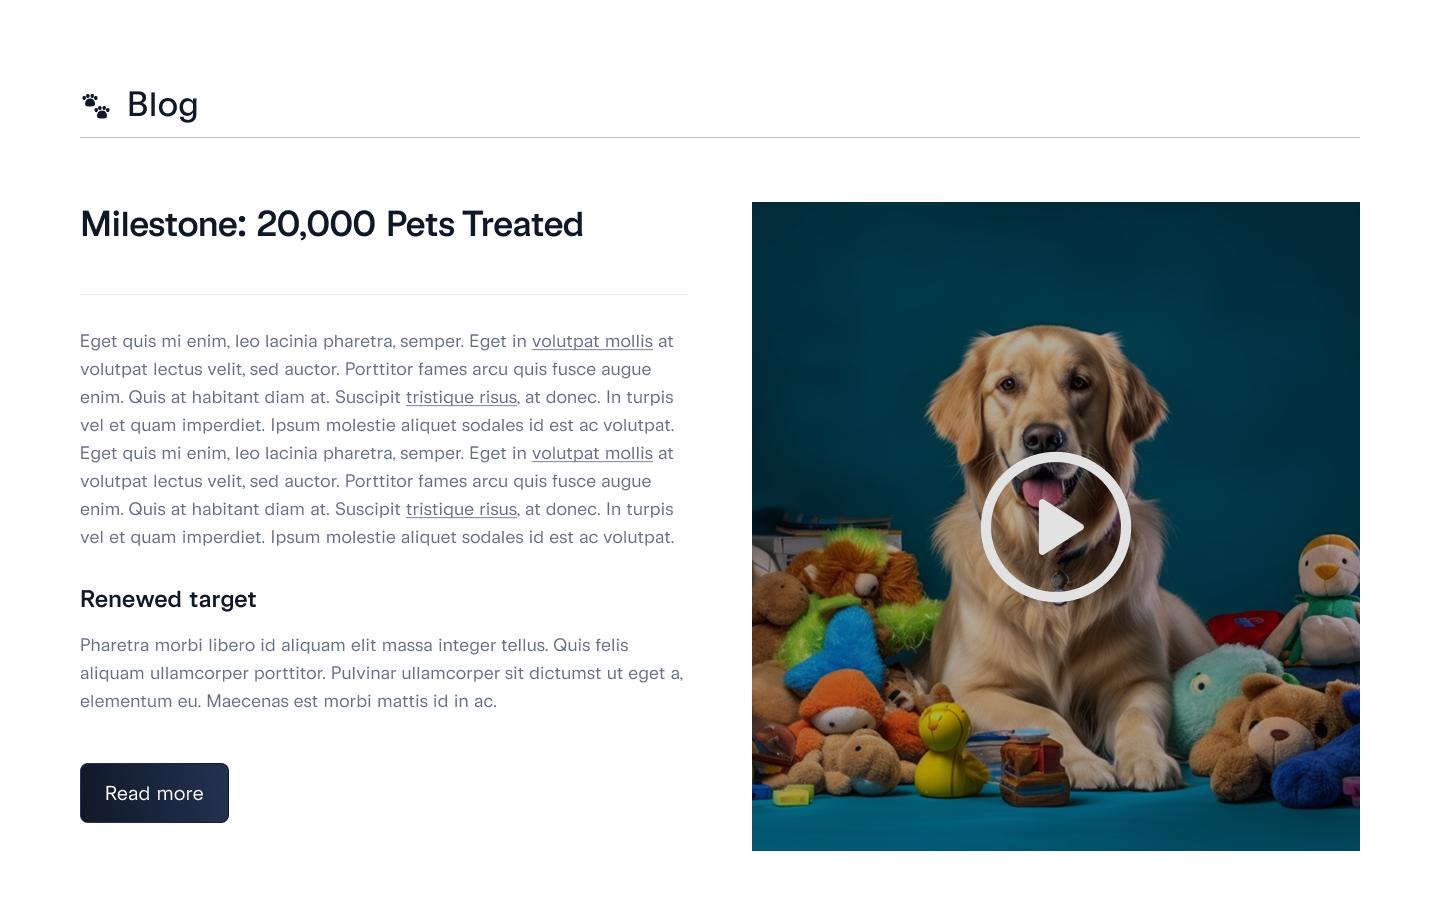 Blog
Milestone: 20,000 Pets Treated
Eget quis mi enim, leo lacinia pharetra, semper. Eget in volutpat mollis at
volutpat lectus velit, sed auctor. Porttitor fames arcu quis fusce augue
enim. Quis at habitant diam at. Suscipit tristique risus, at donec. In turpis
vel et quam imperdiet. Ipsum molestie aliquet sodales id est ac volutpat.
Eget quis mi enim, leo lacinia pharetra, semper. Eget in volutpat mollis at
volutpat lectus velit, sed auctor. Porttitor fames arcu quis fusce augue
enim. Quis at habitant diam at. Suscipit tristique risus, at donec. In turpis
vel et quam imperdiet. Ipsum molestie aliquet sodales id est ac volutpat.
Renewed target
Pharetra morbi libero id aliquam elit massa integer tellus. Quis felis
aliquam ullamcorper porttitor. Pulvinar ullamcorper sit dictumst ut eget a,
elementum eu. Maecenas est morbi mattis id in ac.
Read more